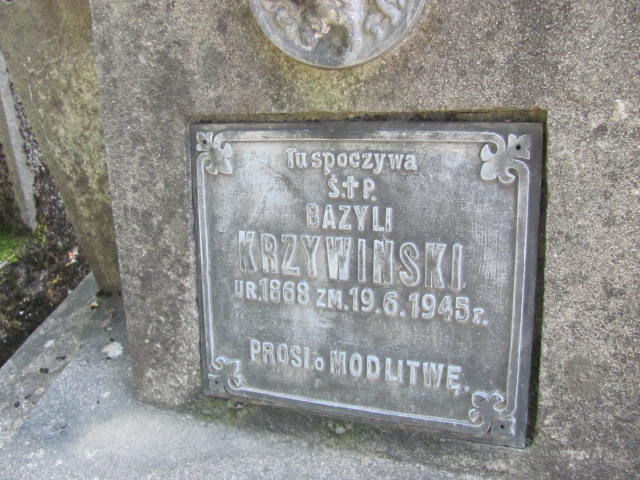 Tu spoczywa
Ś.†P.
BAZYLI
KRZYWIŃSKI
UR.1868 ZM.19.6.1945 r.
PROSI o MODLITWĘ.